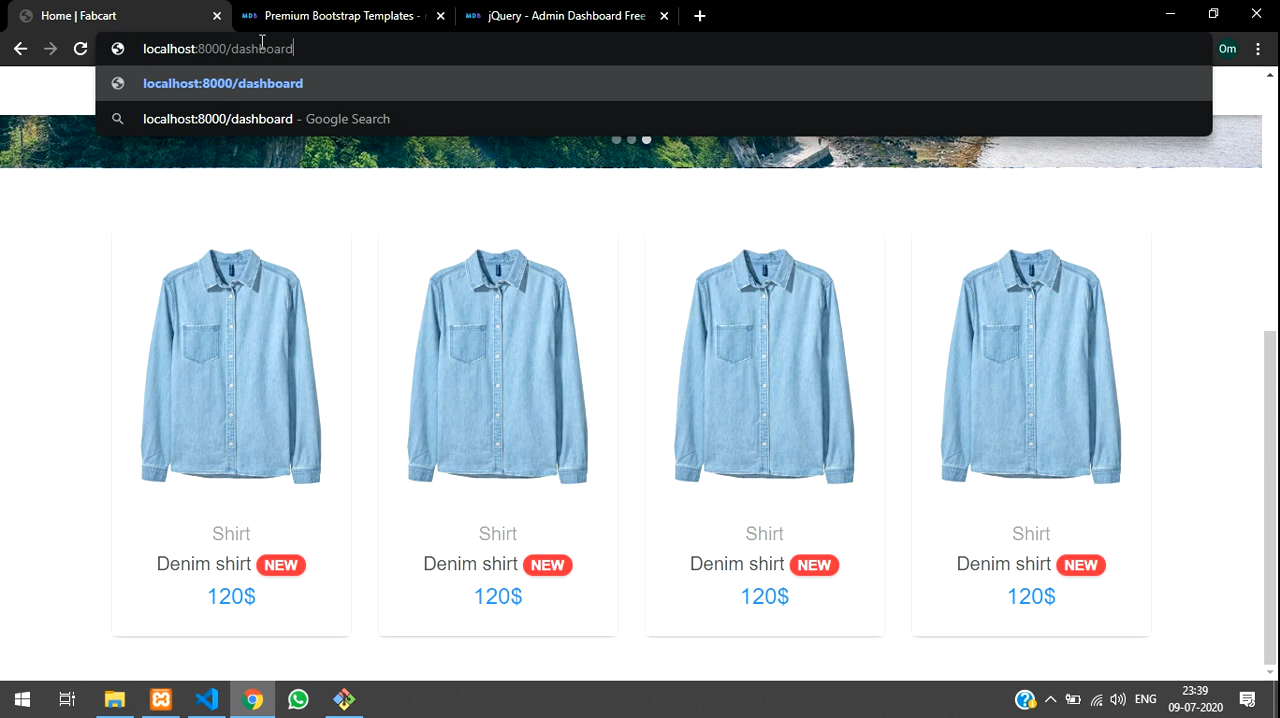 Home | Fabcart
MDB Premium Bootstrap Templates -
MDB jQuery - Admin Dashboard Free
localhost:8000/dashboard
Om
localhost:8000/dashboard
localhost:8000/dashboard - Google Search
Shirt
Denim shirt NEW
120$
Shirt
Denim shirt NEW
120$
Shirt
Denim shirt NEW
120$
Shirt
Denim shirt NEW
120$
ENG
23:39
09-07-2020